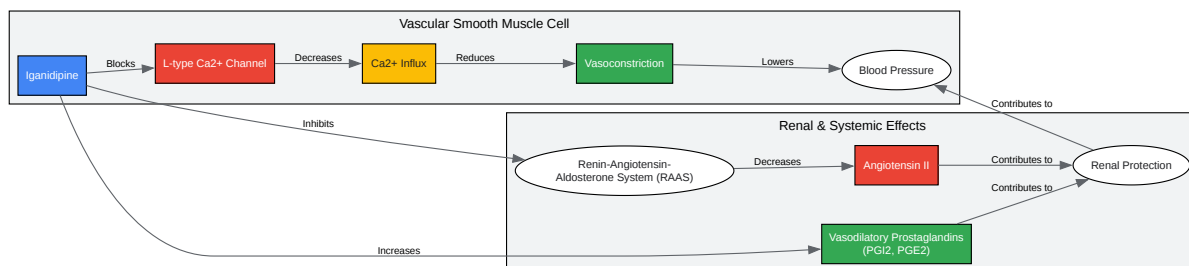 Vascular Smooth Muscle Cell
Iganidipine
Blocks
L-type Ca2+ Channel
Decreases
Ca2+ Influx
Reduces
Vasoconstriction
Lowers
Blood Pressure
Contributes to
Inhibits
Renal & Systemic Effects
Renin-Angiotensin-
Aldosterone System (RAAS)
Decreases
Angiotensin II
Contributes to
Renal Protection
Contributes to
Increases
Vasodilatory Prostaglandins
(PGI2, PGE2)